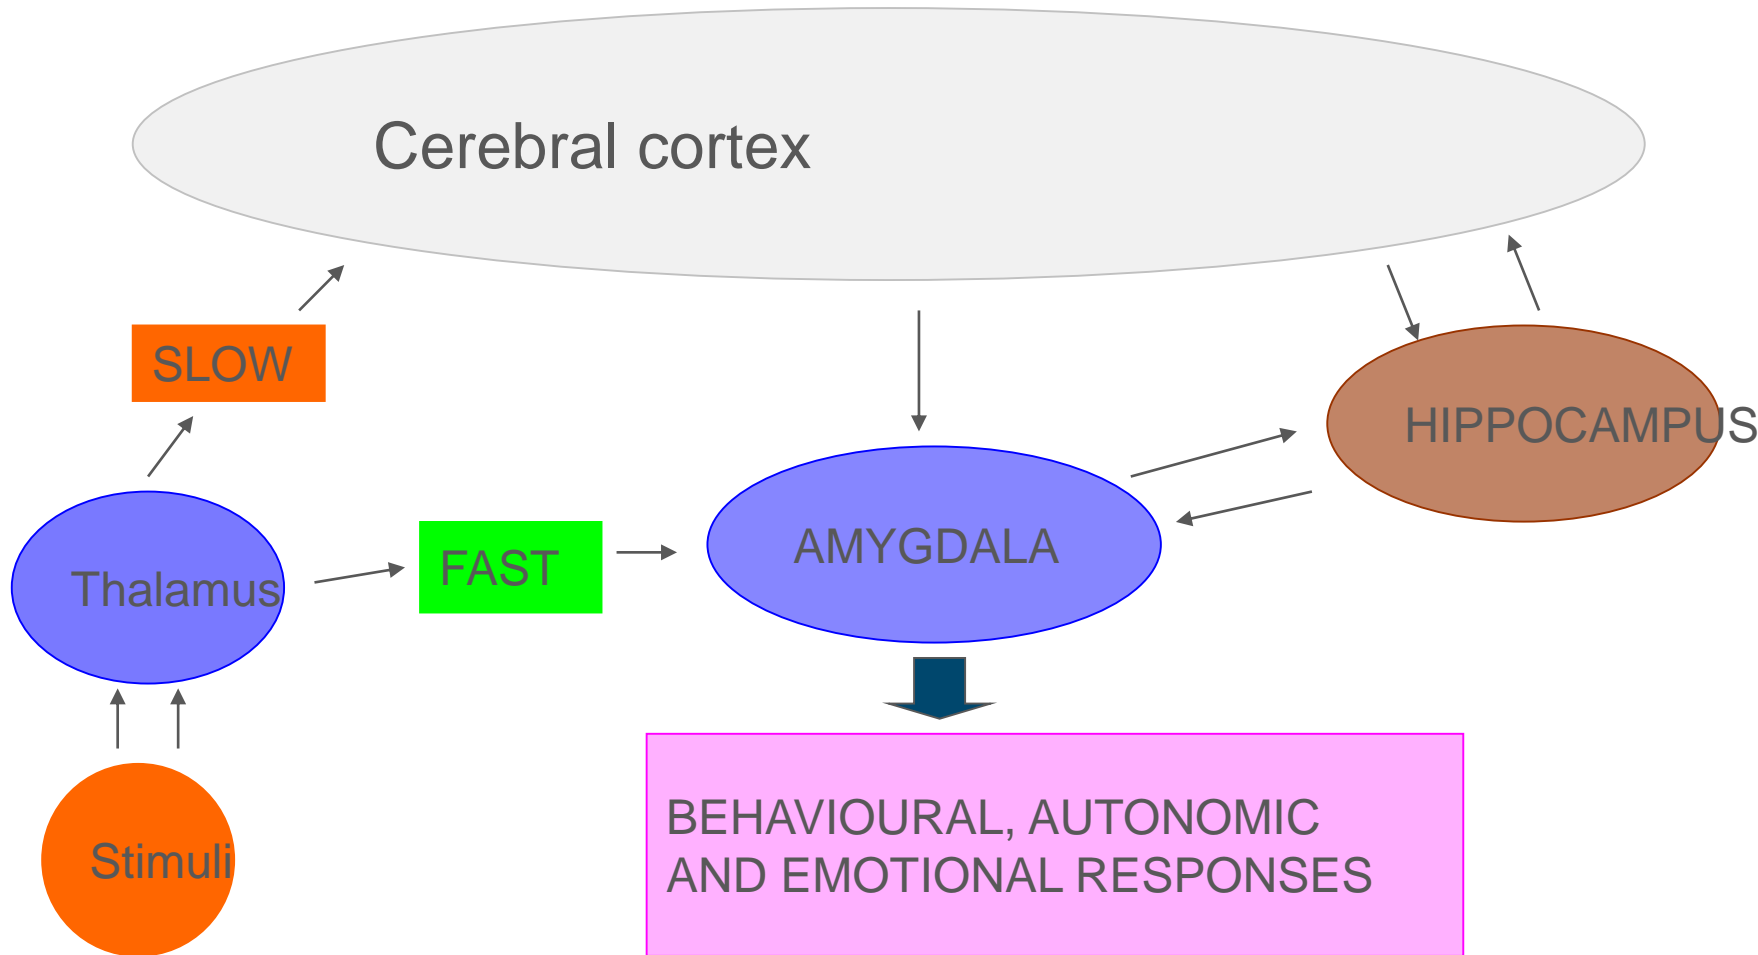 Cerebral cortex
SLOW
HIPPOCAMPUS
AMYGDALA
FAST
Thalamus
BEHAVIOURAL, AUTONOMIC
AND EMOTIONAL RESPONSES
Stimuli